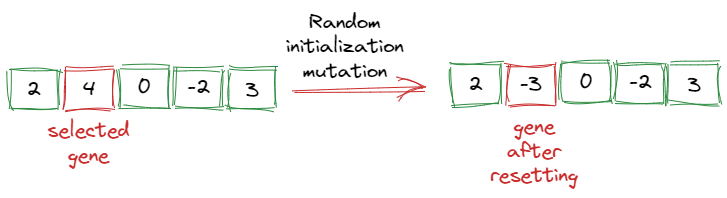 Random
initialization
mutation
2 4 0 -2 3
selected
gene
2 -3 0 -2 3
gene
after
resetting